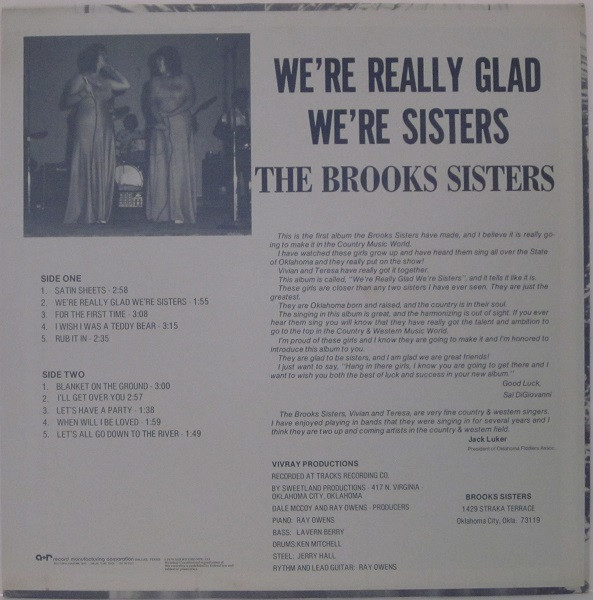 WE'RE REALLY GLAD
WE'RE SISTERS
THE BROOKS SISTERS
This is the first album the Brooks Sisters have made, and I believe it is really go-
ing to make it in the Country Music World.
I have watched these girls grow up and have heard them sing all over the State
of Oklahoma and they really put on the show!
Vivian and Teresa have really got it together.
This album is called, "We're Really Glad We're Sisters", and it tells it like it is.
These girls are closer than any two sisters I have ever seen. They are just the
greatest.
They are Oklahoma born and raised, and the country is in their soul.
The singing in this album is great, and the harmonizing is out of sight. If you ever
hear them sing you will know that they have really got the talent and ambition to
go to the top in the Country & Western Music World.
I'm proud of these girls and I know they are going to make it and I'm honored to
introduce this album to you.
They are glad to be sisters, and I am glad we are great friends!
I just want to say, "Hang in there girls, I know you are going to get there and I
want to wish you both the best of luck and success in your new album."
Good Luck,
Sal DiGiovanni
The Brooks Sisters, Vivian and Teresa, are very fine country & western singers.
I have enjoyed playing in bands that they were singing in for several years and I
think they are two up and coming artists in the country & western field.
Jack Luker
President of Oklahoma Fiddlers Assoc.
SIDE ONE
1. SATIN SHEETS - 2:58
2. WE'RE REALLY GLAD WE'RE SISTERS - 1:55
3. FOR THE FIRST TIME - 3:08
4. I WISH I WAS A TEDDY BEAR - 3:15
5. RUB IT IN - 2:35
SIDE TWO
1. BLANKET ON THE GROUND - 3:00
2. I'LL GET OVER YOU 2:57
3. LET'S HAVE A PARTY - 1:38
4. WHEN WILL I BE LOVED - 1:59
5. LET'S ALL GO DOWN TO THE RIVER - 1:49
VIVRAY PRODUCTIONS
RECORDED AT TRACKS RECORDING CO.
BY SWEETLAND PRODUCTIONS - 417 N. VIRGINIA -
OKLAHOMA CITY, OKLAHOMA
DALE MCCOY AND RAY OWENS - PRODUCERS
PIANO: RAY OWENS
BASS: LAVERN BERRY
DRUMS: KEN MITCHELL
STEEL: JERRY HALL
RYTHM AND LEAD GUITAR: RAY OWENS
BROOKS SISTERS
1429 STRAKA TERRACE
Oklahoma City, Okla. 73119
a+r record manufacturing corporation DALLAS, TEXAS